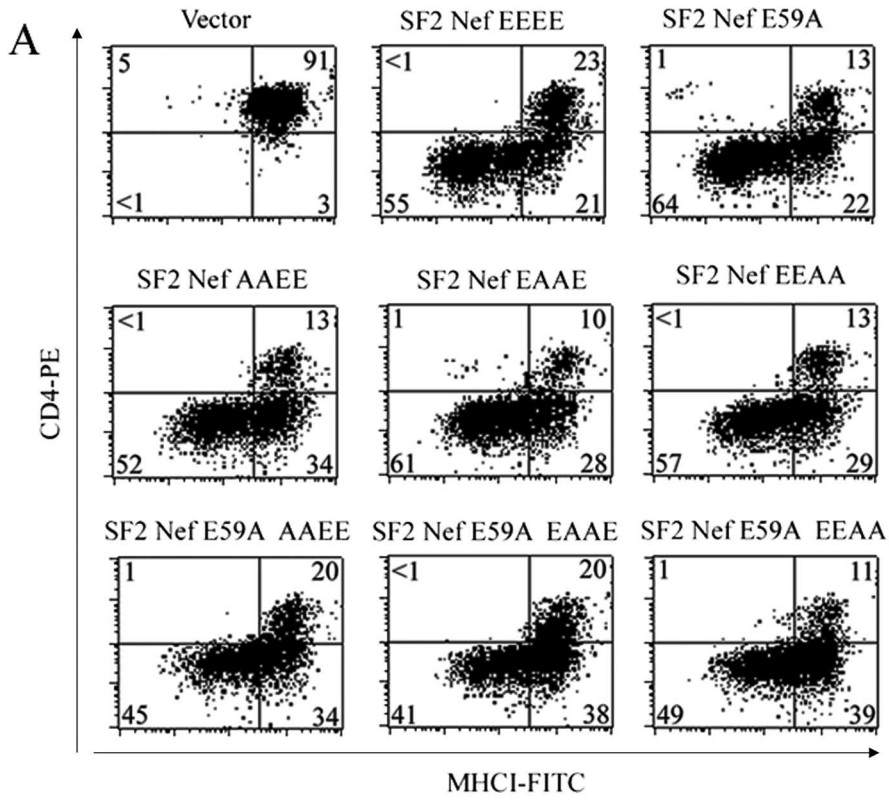 A
Vector
SF2 Nef EEEE
SF2 Nef E59A
5 91
<1 3
<1 23
55 21
1 13
64 22
SF2 Nef AAEE
SF2 Nef EAAE
SF2 Nef EEAA
<1 13
52 34
1 10
61 28
<1 13
57 29
SF2 Nef E59A AAEE
SF2 Nef E59A EAAE
SF2 Nef E59A EEAA
1 20
45 34
<1 20
41 38
1 11
49 39
CD4-PE
MHCI-FITC